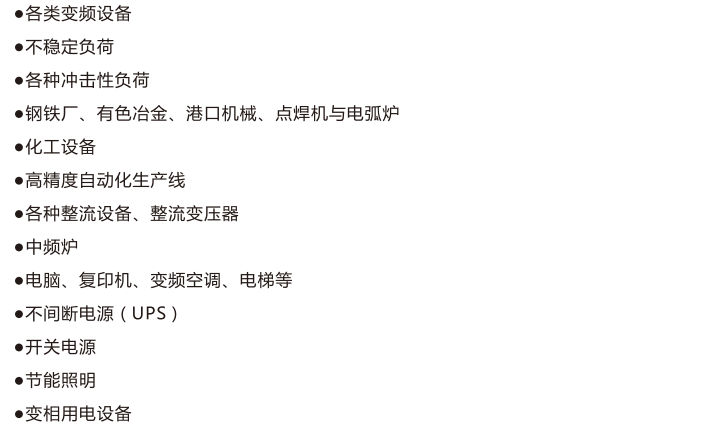 ●各类变频设备
●不稳定负荷
●各种冲击性负荷
●钢铁厂、有色冶金、港口机械、点焊机与电弧炉
●化工设备
●高精度自动化生产线
●各种整流设备、整流变压器
●中频炉
●电脑、复印机、变频空调、电梯等
●不间断电源（UPS）
●开关电源
●节能照明
●变相用电设备